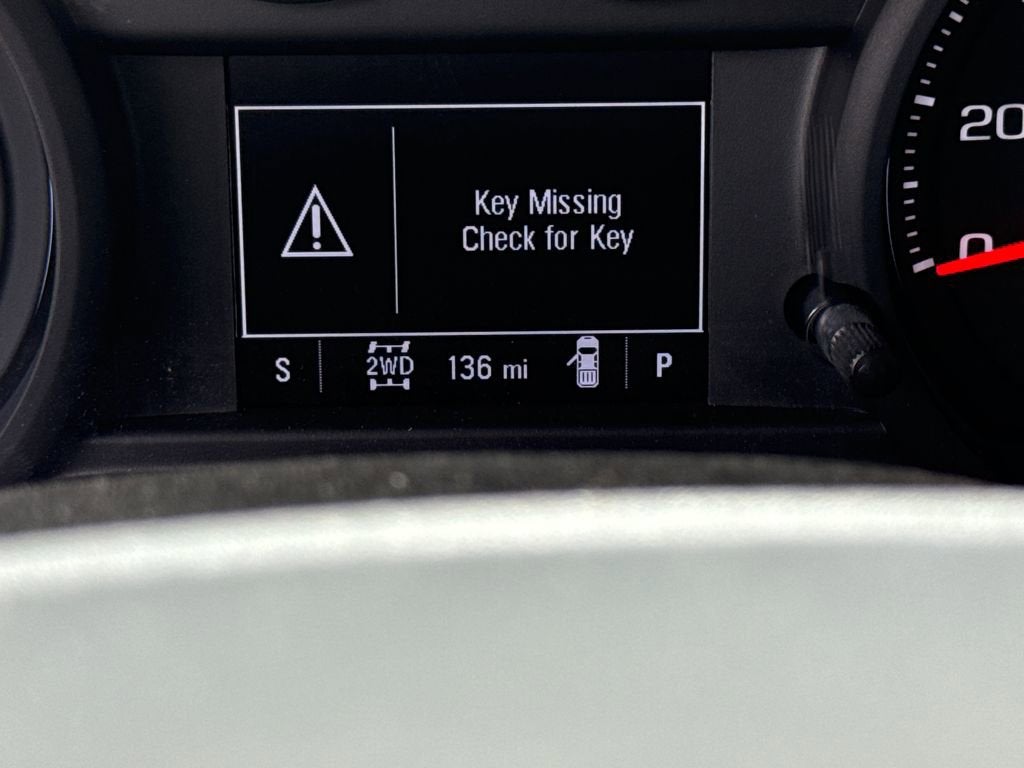 Key Missing
Check for Key
S 2WD 136 mi P
20
0